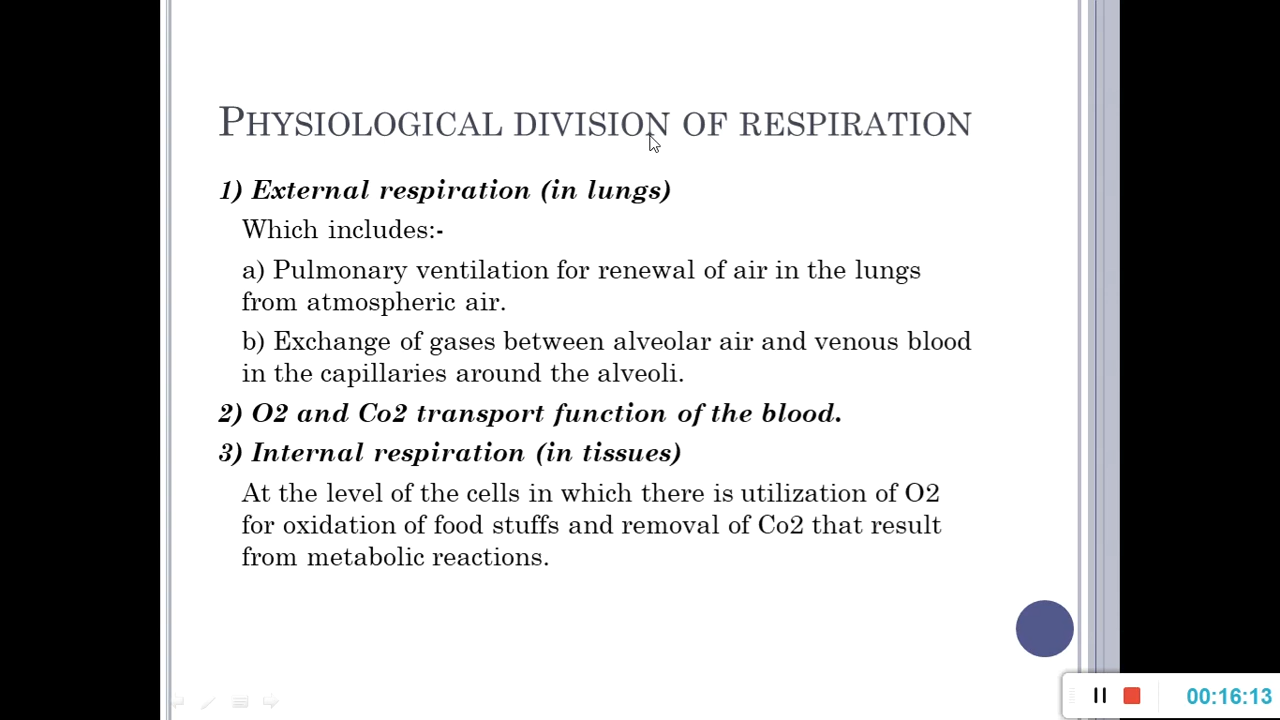 PHYSIOLOGICAL DIVISION OF RESPIRATION
1) External respiration (in lungs)
Which includes:-
a) Pulmonary ventilation for renewal of air in the lungs
from atmospheric air.
b) Exchange of gases between alveolar air and venous blood
in the capillaries around the alveoli.
2) O2 and Co2 transport function of the blood.
3) Internal respiration (in tissues)
At the level of the cells in which there is utilization of O2
for oxidation of food stuffs and removal of Co2 that result
from metabolic reactions.
00:16:13